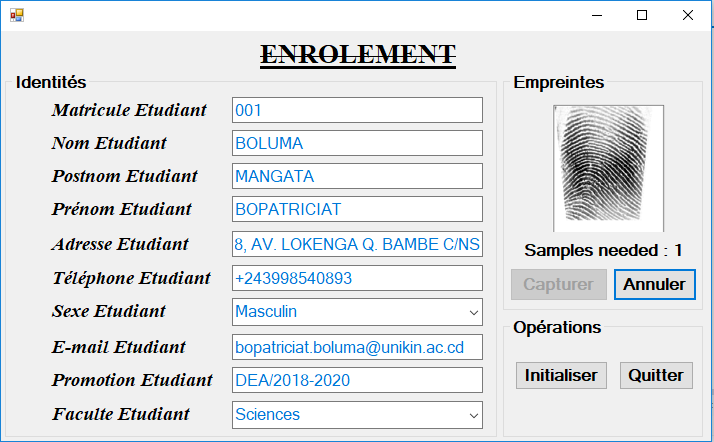 ENROLEMENT
Identités
Matricule Etudiant 001
Nom Etudiant BOLUMA
Postnom Etudiant MANGATA
Prénom Etudiant BOPATRICIAT
Adresse Etudiant 8, AV. LOKENGA Q. BAMBE C/NS
Téléphone Etudiant +243998540893
Sexe Etudiant Masculin
E-mail Etudiant bopatriciat.boluma@unikin.ac.cd
Promotion Etudiant DEA/2018-2020
Faculte Etudiant Sciences
Empreintes
Samples needed : 1
Capturer Annuler
Opérations
Initialiser Quitter